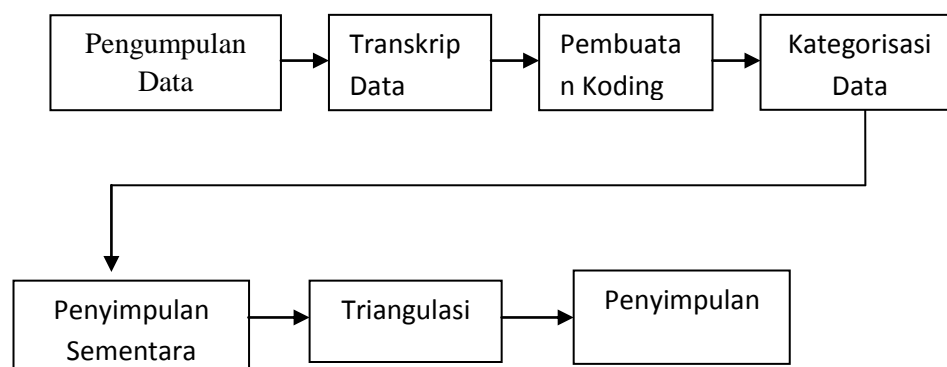 Pengumpulan
Data
Transkrip
Data
Pembuata
n Koding
Kategorisasi
Data
Penyimpulan
Sementara
Triangulasi
Penyimpulan